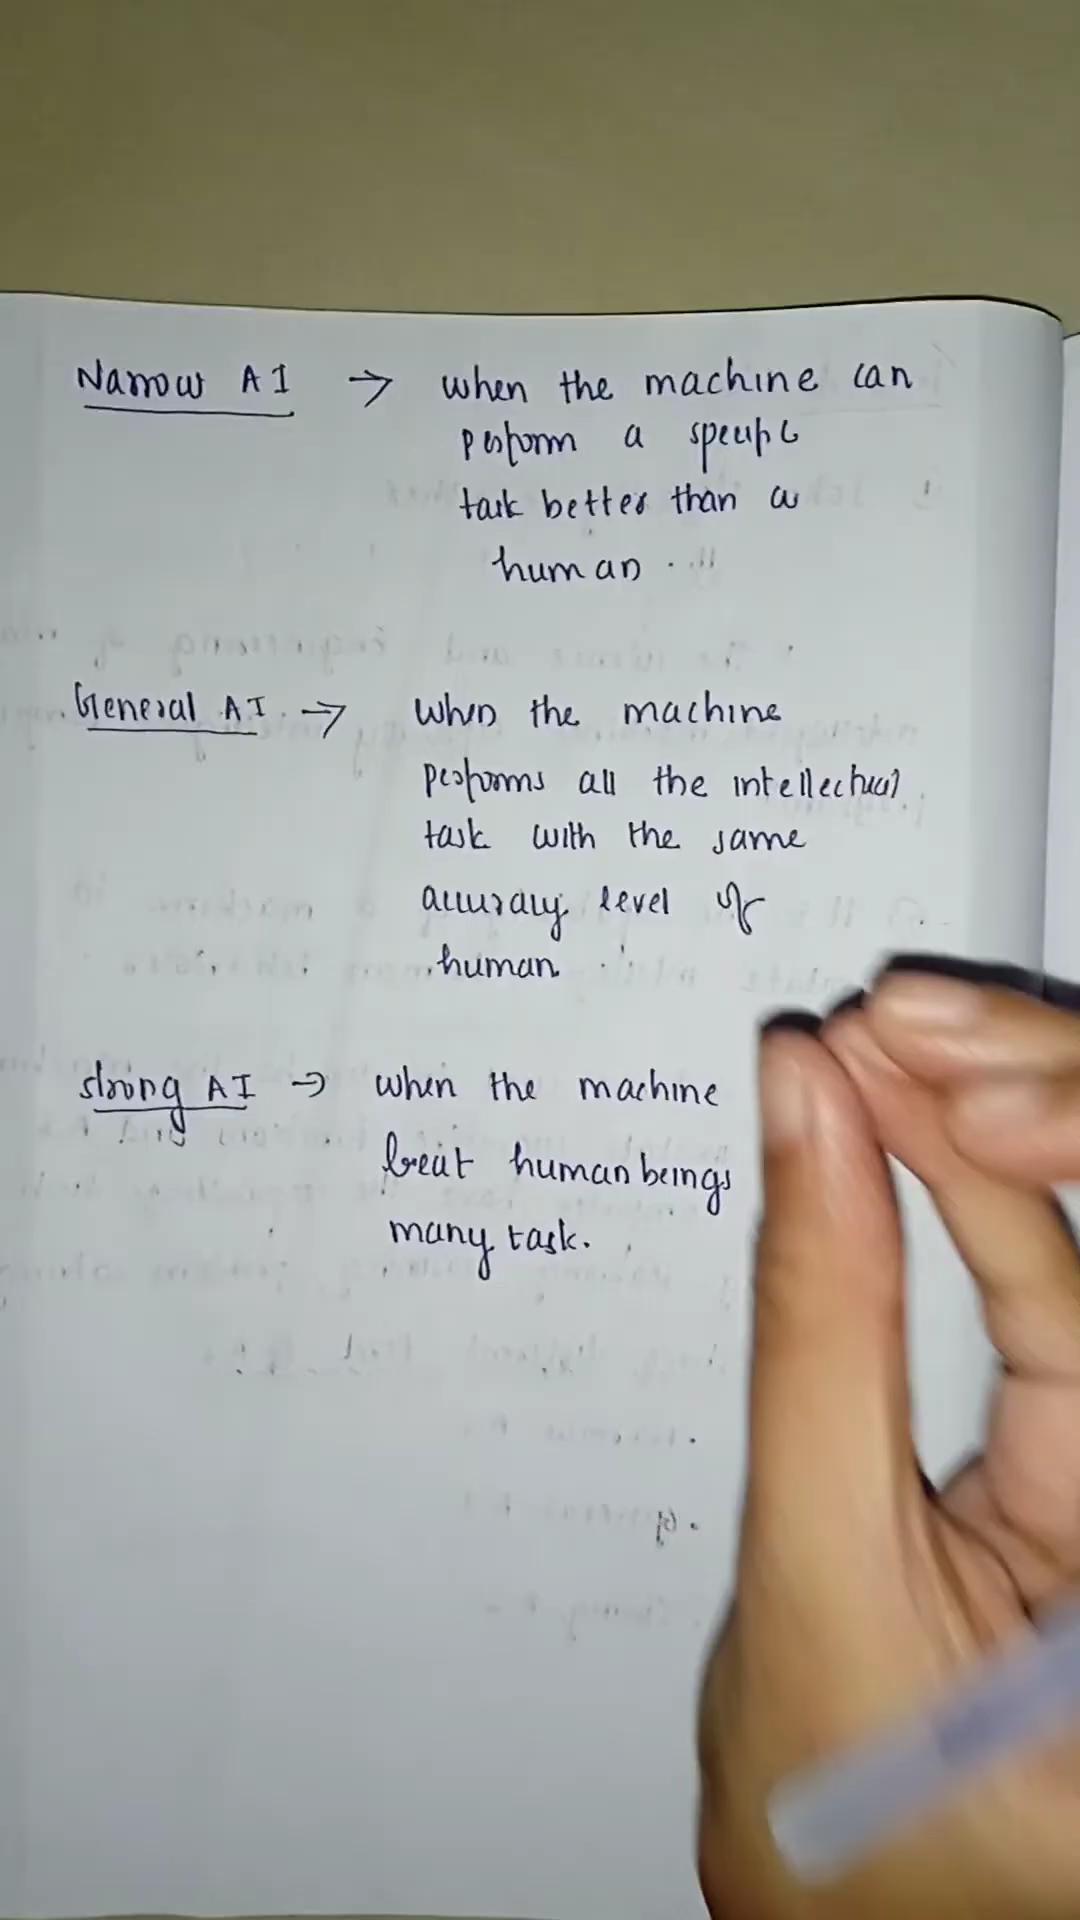 Narrow AI → when the machine can
perform a specific
task better than a
human.
General AI → when the machine
performs all the intellectual
task with the same
accuracy level of
human.
strong AI → when the machine
beat human beings
many task.